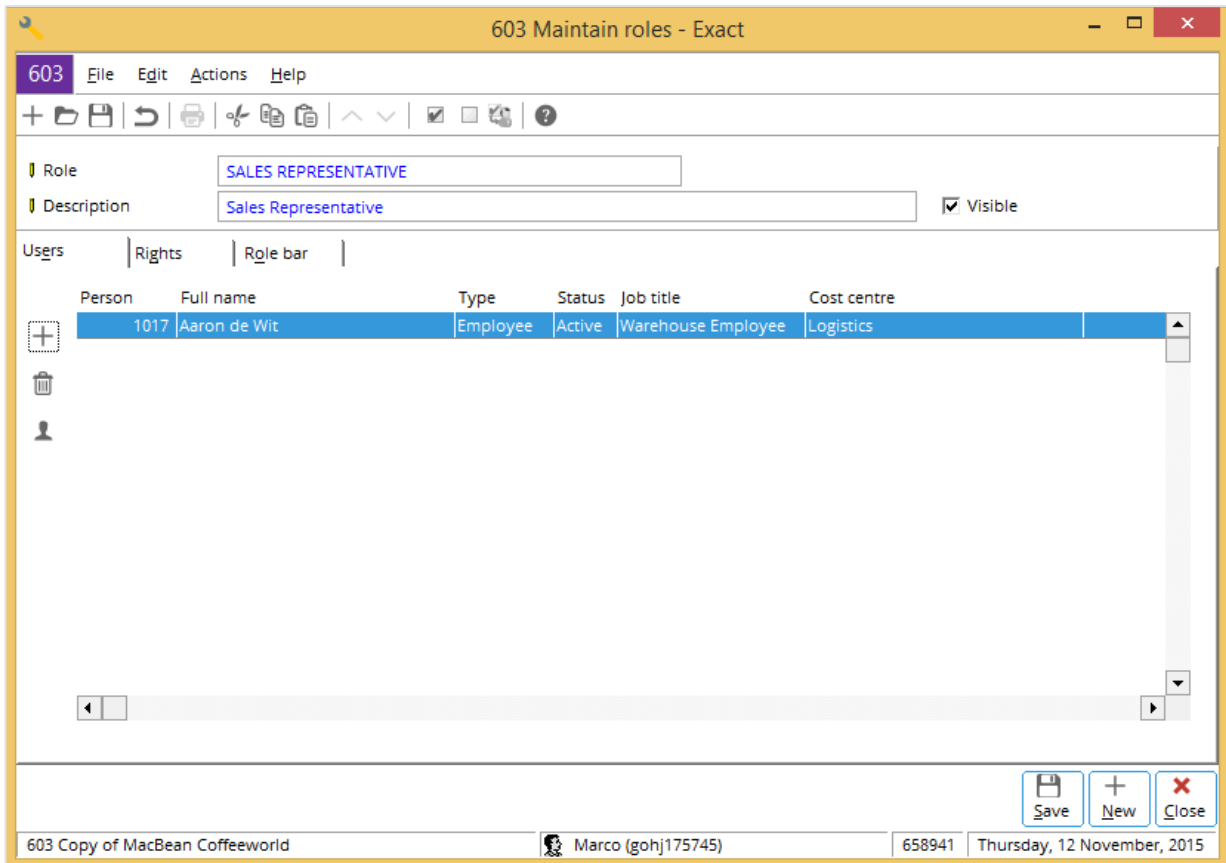 603 Maintain roles - Exact
603 File Edit Actions Help
Role SALES REPRESENTATIVE
Description Sales Representative Visible
Users Rights Role bar
Person Full name Type Status Job title Cost centre
1017 Aaron de Wit Employee Active Warehouse Employee Logistics
Save New Close
603 Copy of MacBean Coffeeworld Marco (gohj175745) 658941 Thursday, 12 November, 2015